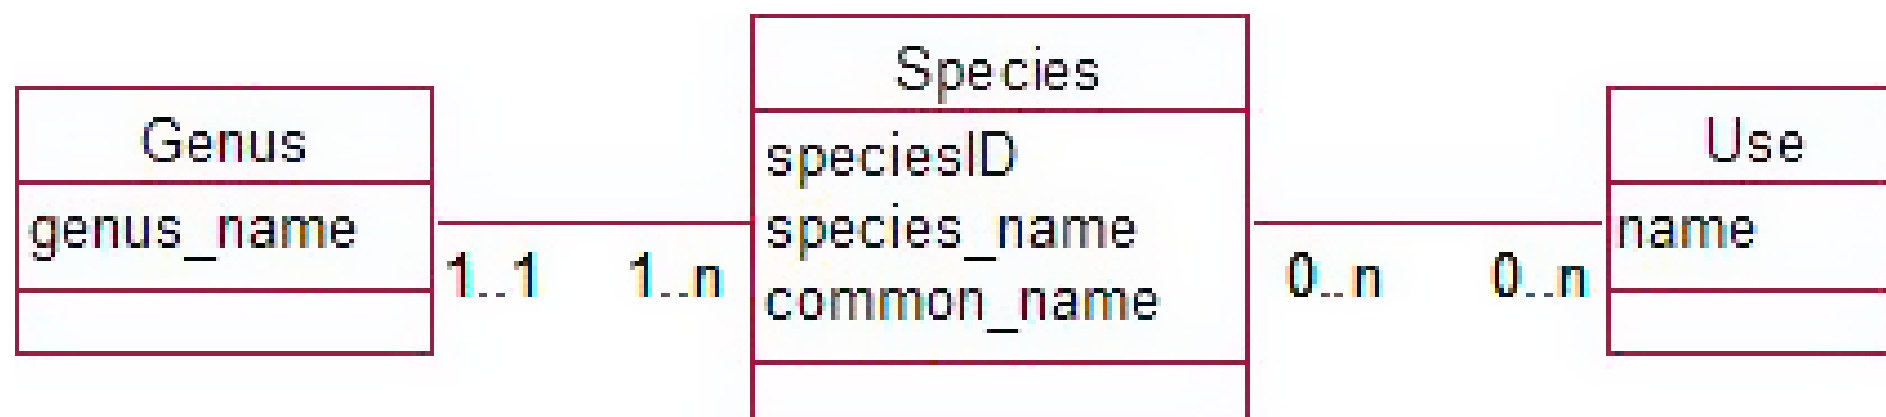 Genus
genus_name
1..1
1..n
Species
speciesID
species_name
common_name
0..n
0..n
Use
name